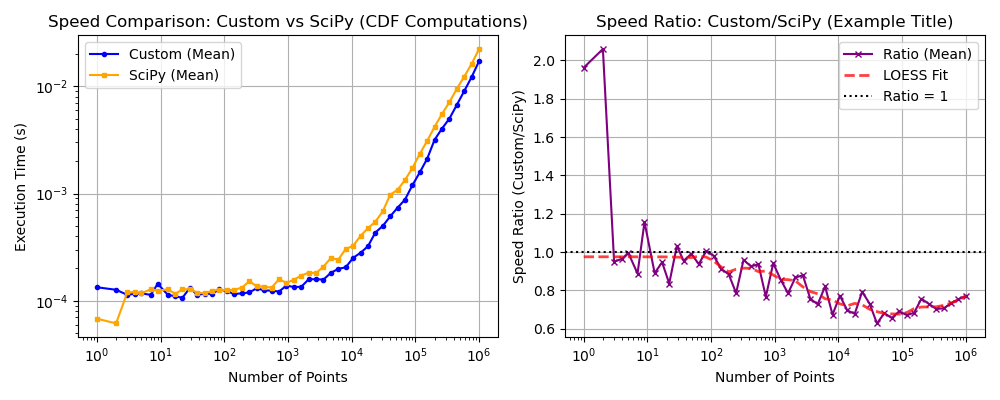 Speed Comparison: Custom vs SciPy (CDF Computations)
Custom (Mean)
SciPy (Mean)
Execution Time (s)
10⁻²
10⁻³
10⁻⁴
10⁰ 10¹ 10² 10³ 10⁴ 10⁵ 10⁶
Number of Points
Speed Ratio: Custom/SciPy (Example Title)
Ratio (Mean)
LOESS Fit
Ratio = 1
Speed Ratio (Custom/SciPy)
2.0
1.8
1.6
1.4
1.2
1.0
0.8
0.6
10⁰ 10¹ 10² 10³ 10⁴ 10⁵ 10⁶
Number of Points